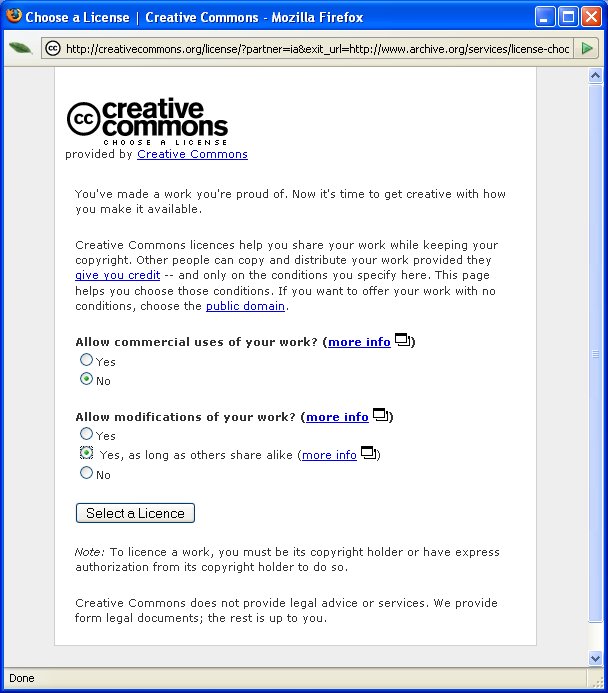 Choose a License | Creative Commons - Mozilla Firefox
http://creativecommons.org/license/?partner=ia&exit_url=http://www.archive.org/services/license-choo
cc creative
commons
CHOOSE A LICENSE
provided by Creative Commons
You've made a work you're proud of. Now it's time to get creative with how
you make it available.
Creative Commons licences help you share your work while keeping your
copyright. Other people can copy and distribute your work provided they
give you credit -- and only on the conditions you specify here. This page
helps you choose those conditions. If you want to offer your work with no
conditions, choose the public domain.
Allow commercial uses of your work? (more info)
Yes
No
Allow modifications of your work? (more info)
Yes
Yes, as long as others share alike (more info)
No
Select a Licence
Note: To licence a work, you must be its copyright holder or have express
authorization from its copyright holder to do so.
Creative Commons does not provide legal advice or services. We provide
form legal documents; the rest is up to you.
Done